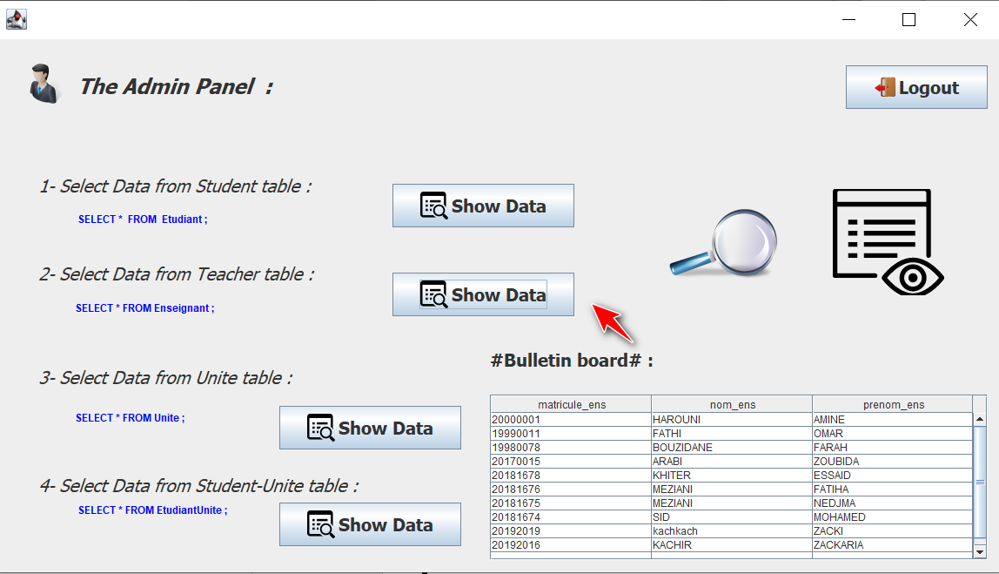 The Admin Panel :
Logout
1- Select Data from Student table :
SELECT * FROM Etudiant ;
Show Data
2- Select Data from Teacher table :
SELECT * FROM Enseignant ;
Show Data
3- Select Data from Unite table :
SELECT * FROM Unite ;
Show Data
4- Select Data from Student-Unite table :
SELECT * FROM EtudiantUnite ;
Show Data
#Bulletin board# :
matricule_ens nom_ens prenom_ens
20000001 HAROUNI AMINE
19990011 FATHI OMAR
19980078 BOUZIDANE FARAH
20170015 ARABI ZOUBIDA
20181678 KHITER ESSAID
20181676 MEZIANI FATIHA
20181675 MEZIANI NEDJMA
20181674 SID MOHAMED
20192019 kachkach ZACKI
20192016 KACHIR ZACKARIA